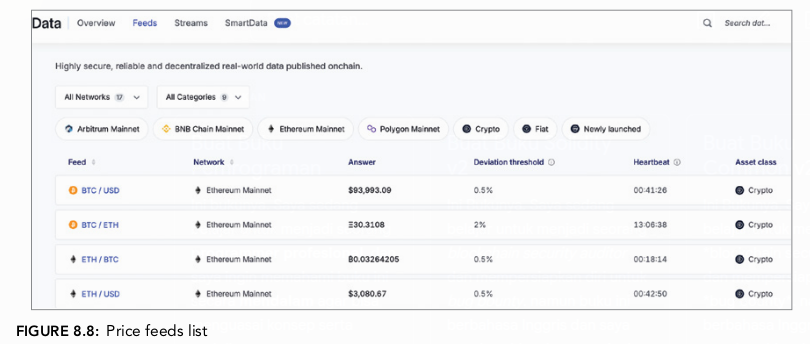 Data Overview Feeds Streams SmartData NEW Search dat...
Highly secure, reliable and decentralized real-world data published onchain.
All Networks 17 All Categories 9
Arbitrum Mainnet BNB Chain Mainnet Ethereum Mainnet Polygon Mainnet Crypto Fiat Newly launched
Feed Network Answer Deviation threshold Heartbeat Asset class
BTC / USD Ethereum Mainnet $93,993.09 0.5% 00:41:26 Crypto
BTC / ETH Ethereum Mainnet Ξ30.3108 2% 13:06:38 Crypto
ETH / BTC Ethereum Mainnet ₿0.03264205 0.5% 00:18:14 Crypto
ETH / USD Ethereum Mainnet $3,080.67 0.5% 00:42:50 Crypto
FIGURE 8.8: Price feeds list